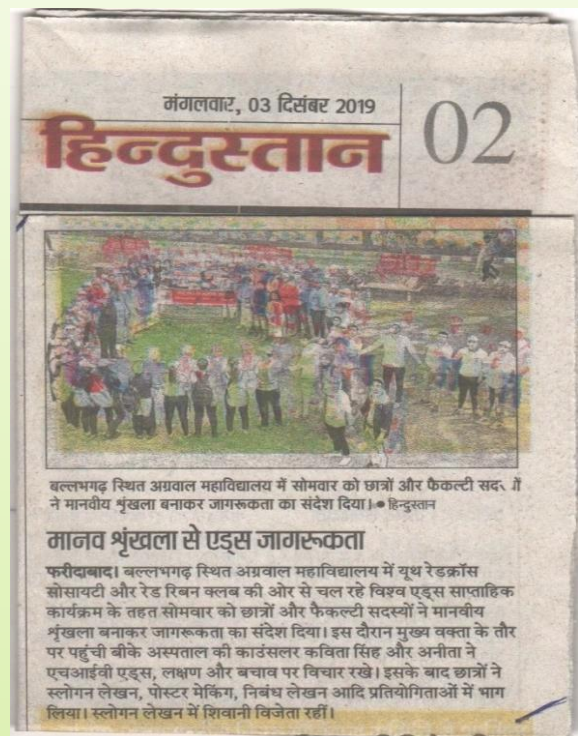 मंगलवार, 03 दिसंबर 2019
हिन्दुस्तान
02
बल्लभगढ़ स्थित अग्रवाल महाविद्यालय में सोमवार को छात्रों और फैकल्टी
ने मानवीय शृंखला बनाकर जागरूकता का संदेश दिया। ● हिन्दुस्तान
मानव श्रृंखला से एड्स जागरूकता
फरीदाबाद। बल्लभगढ़ स्थित अग्रवाल महाविद्यालय में यूथ रेडक्रॉस
सोसायटी और रेड रिबन क्लब की ओर से चल रहे विश्व एड्स साप्ताहिक
कार्यक्रम के तहत सोमवार को छात्रों और फैकल्टी सदस्यों ने मानवीय
शृंखला बनाकर जागरूकता का संदेश दिया। इस दौरान मुख्य वक्ता के तौर
पर पहुंची बीके अस्पताल की काउंसलर कविता सिंह और अनीता ने
एचआईवी एड्स, लक्षण और बचाव पर विचार रखे। इसके बाद छात्रों ने
स्लोगन लेखन, पोस्टर मेकिंग, निबंध लेखन आदि प्रतियोगिताओं में भाग
लिया। स्लोगन लेखन में शिवानी विजेता रहीं।